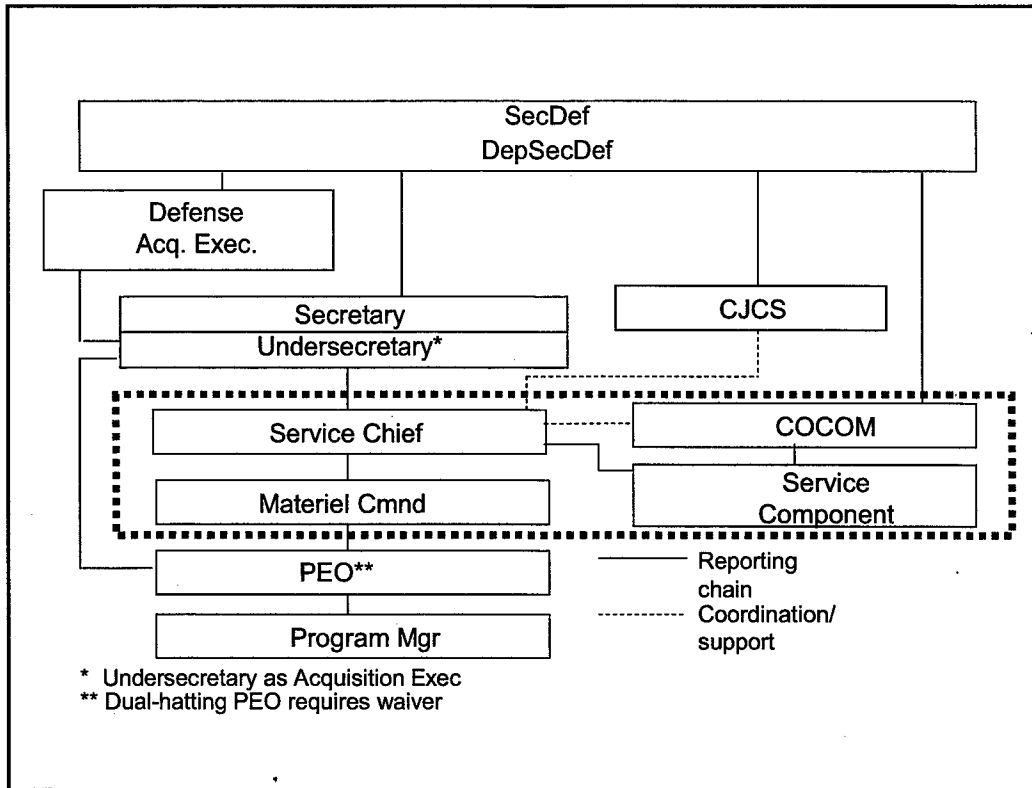 SecDef
DepSecDef
Defense
Acq. Exec.
Secretary
Undersecretary*
CJCS
Service Chief
COCOM
Materiel Cmnd
Service
Component
PEO**
Program Mgr
Reporting
chain
Coordination/
support
* Undersecretary as Acquisition Exec
** Dual-hatting PEO requires waiver